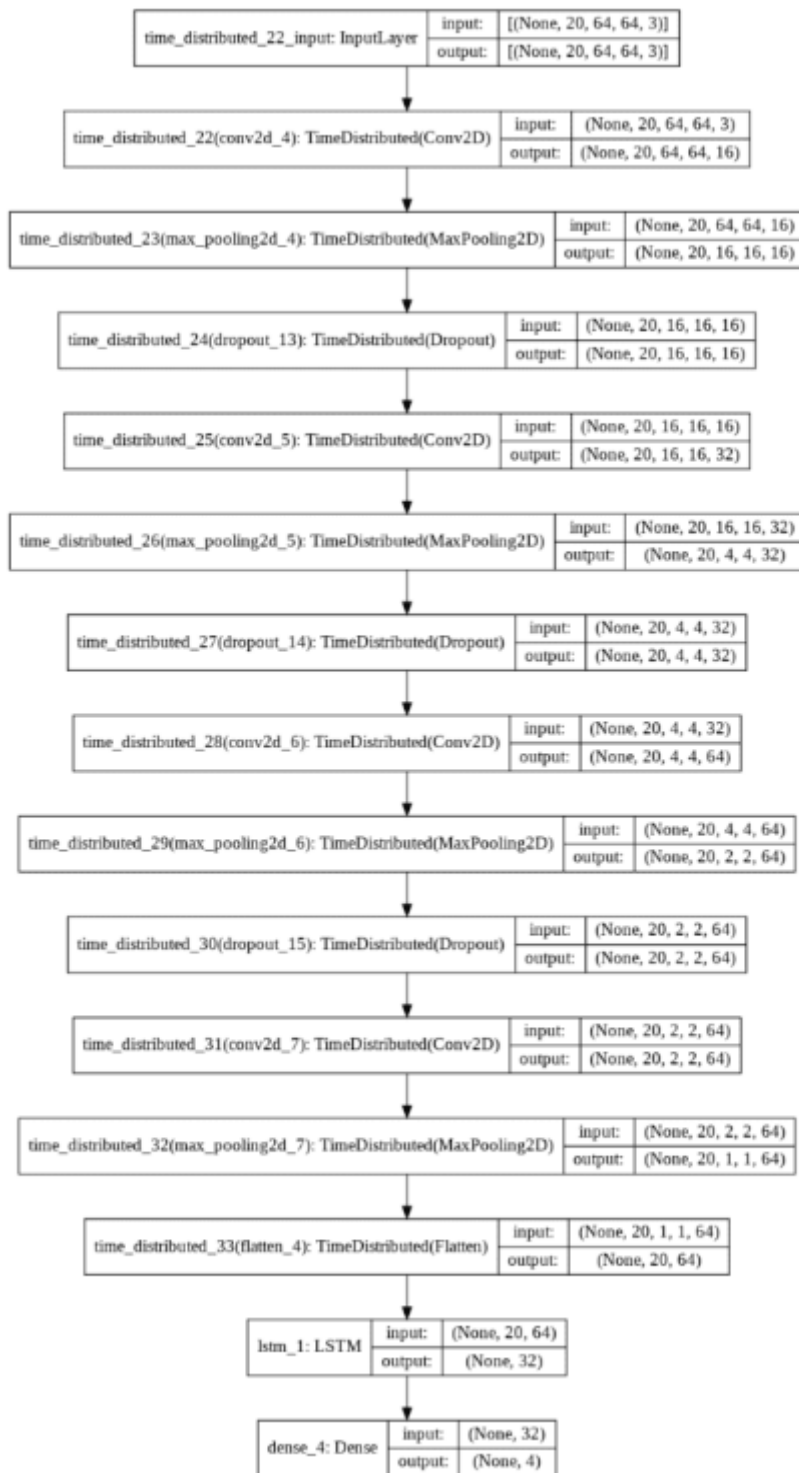 time_distributed_22_input: InputLayer
input: [(None, 20, 64, 64, 3)]
output: [(None, 20, 64, 64, 3)]
time_distributed_22(conv2d_4): TimeDistributed(Conv2D)
input: (None, 20, 64, 64, 3)
output: (None, 20, 64, 64, 16)
time_distributed_23(max_pooling2d_4): TimeDistributed(MaxPooling2D)
input: (None, 20, 64, 64, 16)
output: (None, 20, 16, 16, 16)
time_distributed_24(dropout_13): TimeDistributed(Dropout)
input: (None, 20, 16, 16, 16)
output: (None, 20, 16, 16, 16)
time_distributed_25(conv2d_5): TimeDistributed(Conv2D)
input: (None, 20, 16, 16, 16)
output: (None, 20, 16, 16, 32)
time_distributed_26(max_pooling2d_5): TimeDistributed(MaxPooling2D)
input: (None, 20, 16, 16, 32)
output: (None, 20, 4, 4, 32)
time_distributed_27(dropout_14): TimeDistributed(Dropout)
input: (None, 20, 4, 4, 32)
output: (None, 20, 4, 4, 32)
time_distributed_28(conv2d_6): TimeDistributed(Conv2D)
input: (None, 20, 4, 4, 32)
output: (None, 20, 4, 4, 64)
time_distributed_29(max_pooling2d_6): TimeDistributed(MaxPooling2D)
input: (None, 20, 4, 4, 64)
output: (None, 20, 2, 2, 64)
time_distributed_30(dropout_15): TimeDistributed(Dropout)
input: (None, 20, 2, 2, 64)
output: (None, 20, 2, 2, 64)
time_distributed_31(conv2d_7): TimeDistributed(Conv2D)
input: (None, 20, 2, 2, 64)
output: (None, 20, 2, 2, 64)
time_distributed_32(max_pooling2d_7): TimeDistributed(MaxPooling2D)
input: (None, 20, 2, 2, 64)
output: (None, 20, 1, 1, 64)
time_distributed_33(flatten_4): TimeDistributed(Flatten)
input: (None, 20, 1, 1, 64)
output: (None, 20, 64)
lstm_1: LSTM
input: (None, 20, 64)
output: (None, 32)
dense_4: Dense
input: (None, 32)
output: (None, 4)